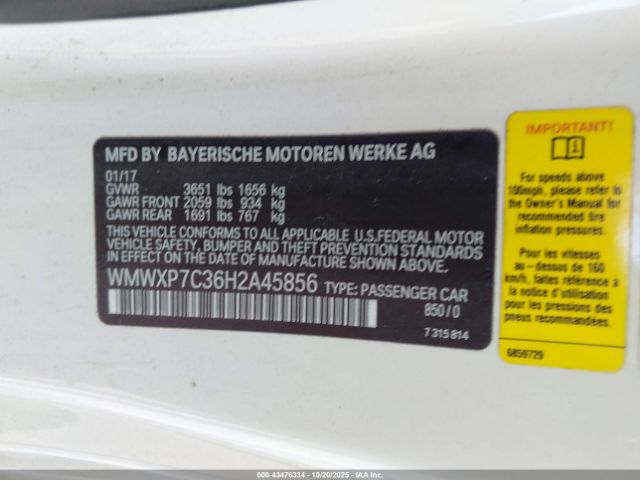 MFD BY BAYERISCHE MOTOREN WERKE AG
01/17
GVWR 3651 lbs 1656 kg
GAWR FRONT 2059 lbs 934 kg
GAWR REAR 1691 lbs 767 kg
THIS VEHICLE CONFORMS TO ALL APPLICABLE U.S.FEDERAL MOTOR
VEHICLE SAFETY, BUMPER AND THEFT PREVENTION STANDARDS
IN EFFECT ON THE DATE OF MANUFACTURE SHOWN ABOVE.
WMWXP7C36H2A45856 TYPE: PASSENGER CAR
850/0
7 315 814
IMPORTANT!
i
For speeds above
100mph, please refer to
the Owner's Manual for
recommended tire
inflation pressures.
Pour les vitesses
au - dessus de 160
km/h, veuillez vous
référer à la notice
d'utilisation pour
les pressions des
pneus recommandées.
6859729
000-43476334 - 10/20/2025 - COPYRIGHT IAA, LLC